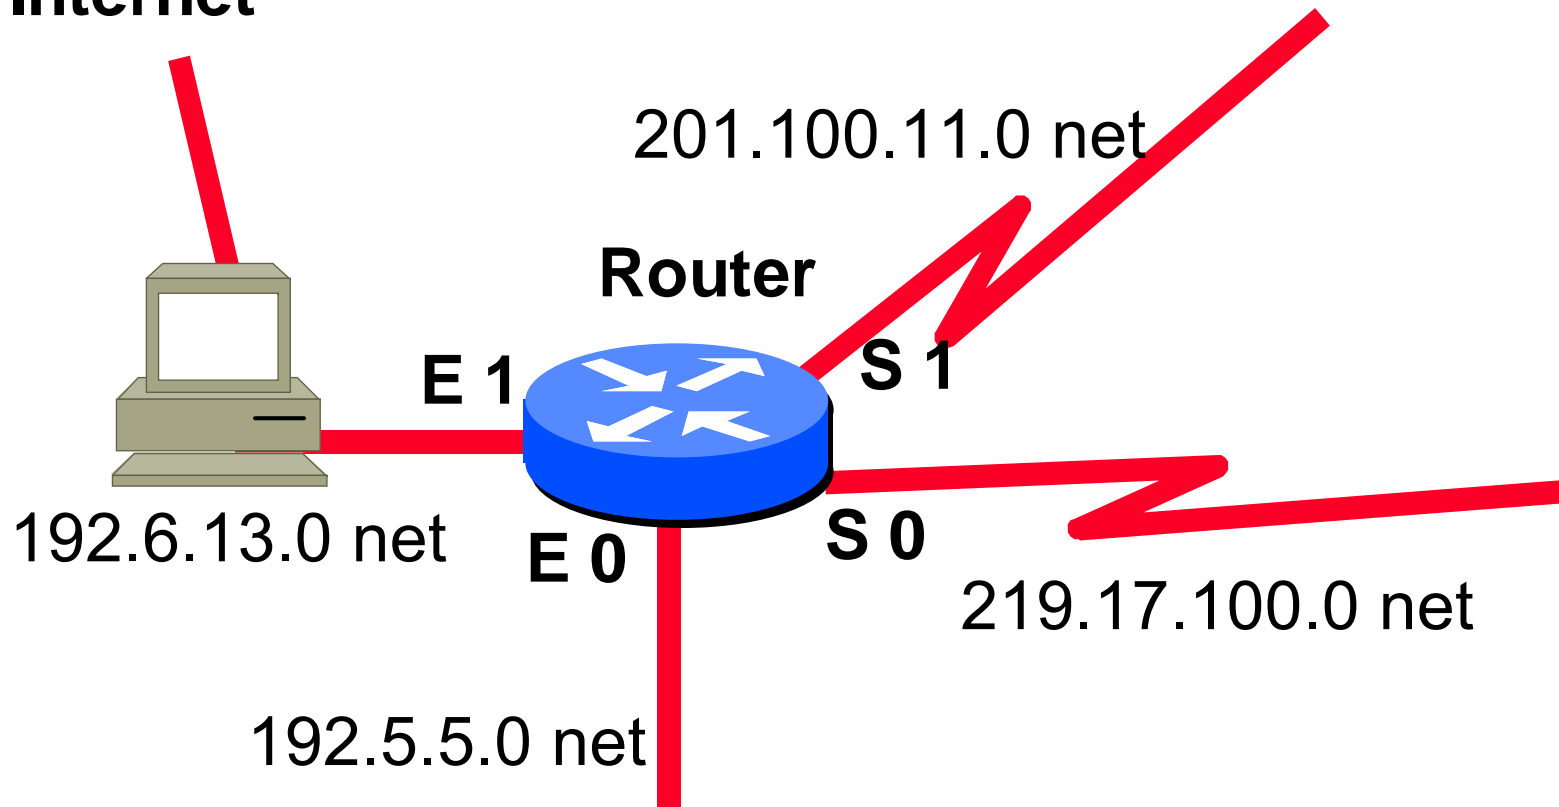 Internet
201.100.11.0 net
Router
E 1
S 1
192.6.13.0 net
E 0
S 0
219.17.100.0 net
192.5.5.0 net